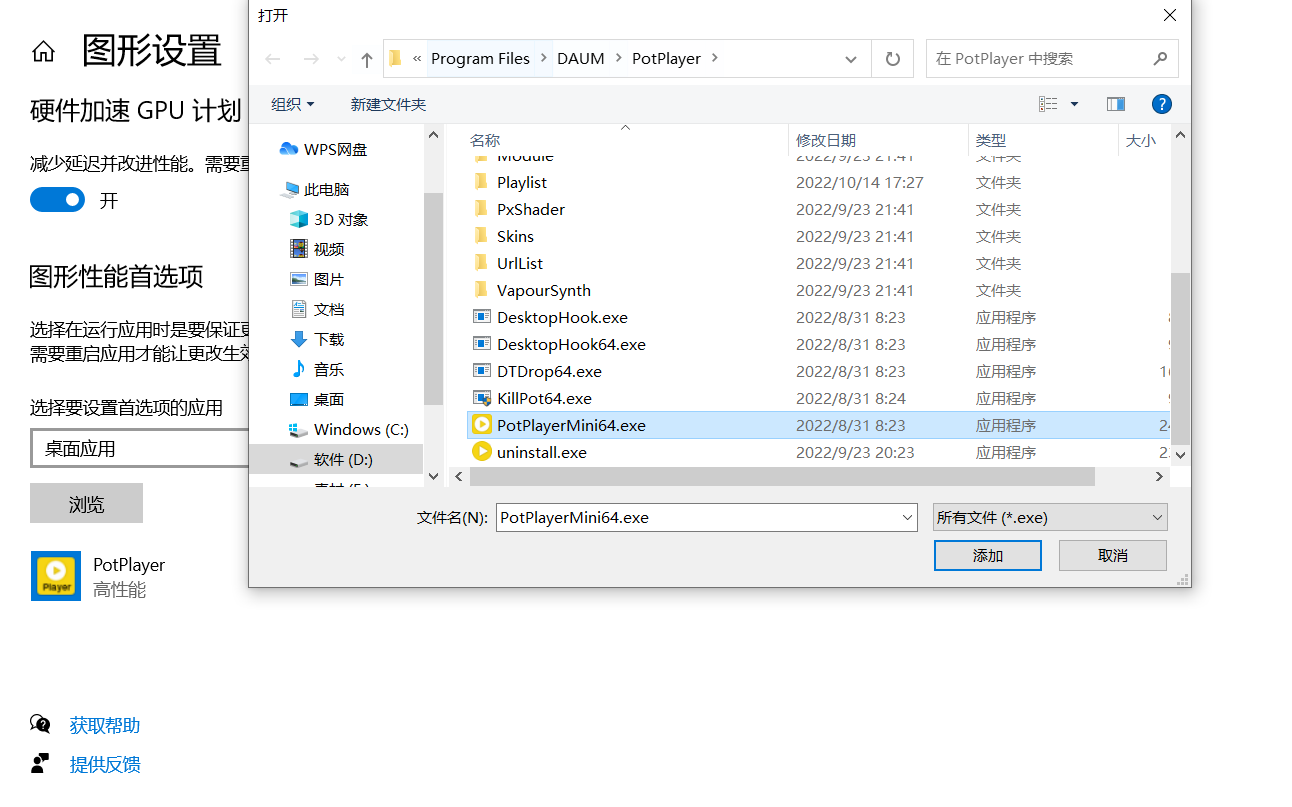 图形设置
硬件加速 GPU 计划
减少延迟并改进性能。需要
开
图形性能首选项
选择在运行应用时是要保证
需要重启应用才能让更改生
选择要设置首选项的应用
桌面应用
浏览
PotPlayer
高性能
获取帮助
提供反馈
打开
« Program Files > DAUM > PotPlayer >
在 PotPlayer 中搜索
组织
新建文件夹
WPS网盘
此电脑
3D 对象
视频
图片
文档
下载
音乐
桌面
Windows (C:)
软件 (D:)
名称 修改日期 类型 大小
Module 2022/9/23 21:41 文件夹
Playlist 2022/10/14 17:27 文件夹
PxShader 2022/9/23 21:41 文件夹
Skins 2022/9/23 21:41 文件夹
UrlList 2022/9/23 21:41 文件夹
VapourSynth 2022/9/23 21:41 文件夹
DesktopHook.exe 2022/8/31 8:23 应用程序
DesktopHook64.exe 2022/8/31 8:23 应用程序
DTDrop64.exe 2022/8/31 8:23 应用程序
KillPot64.exe 2022/8/31 8:24 应用程序
PotPlayerMini64.exe 2022/8/31 8:23 应用程序
uninstall.exe 2022/9/23 20:23 应用程序
文件名(N): PotPlayerMini64.exe
所有文件 (*.exe)
添加
取消